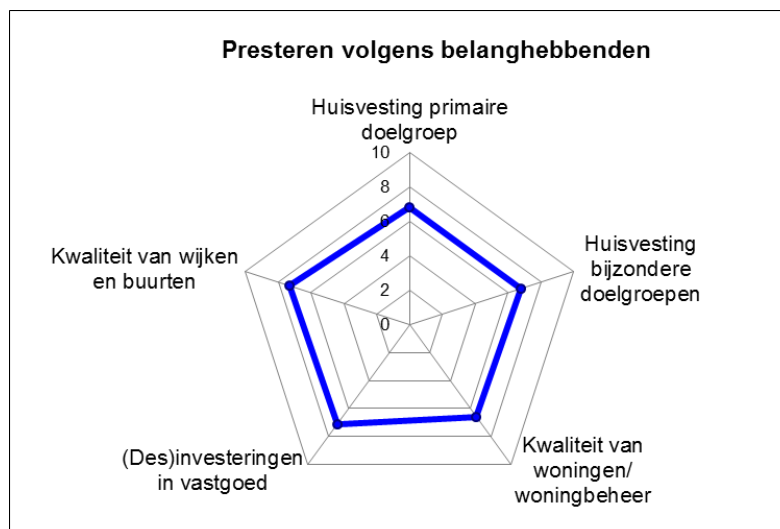 Presteren volgens belanghebbenden
Huisvesting primaire
doelgroep
10
8
6
4
2
0
Huisvesting
bijzondere
doelgroepen
Kwaliteit van
woningen/
woningbeheer
(Des)investeringen
in vastgoed
Kwaliteit van wijken
en buurten